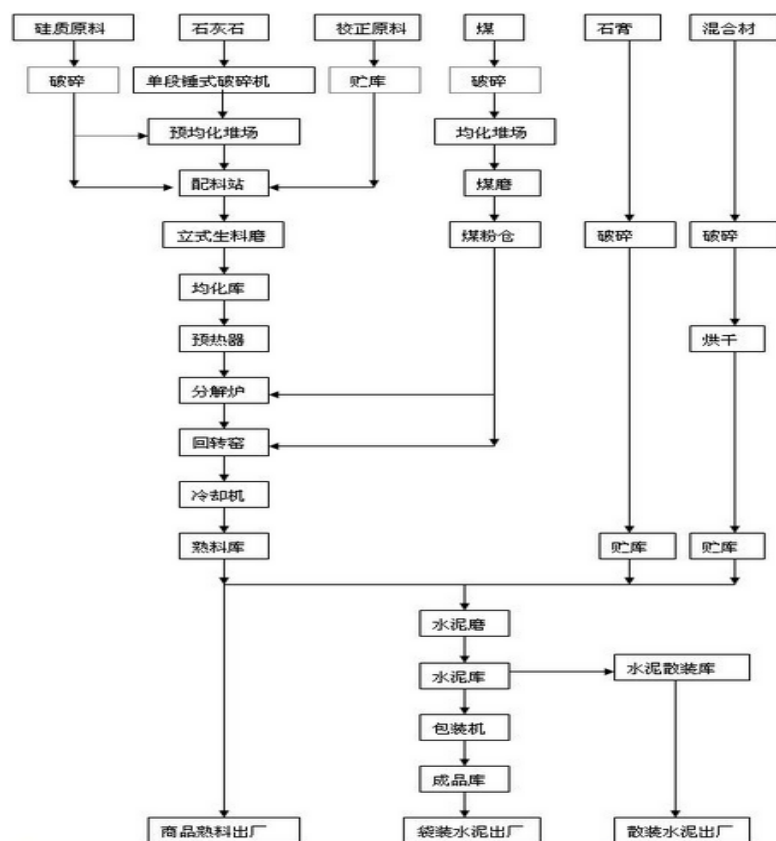 硅质原料
石灰石
校正原料
煤
石膏
混合材
破碎
单段锤式破碎机
贮库
破碎
预均化堆场
均化堆场
配料站
煤磨
立式生料磨
煤粉仓
破碎
破碎
均化库
预热器
烘干
分解炉
回转窑
冷却机
熟料库
贮库
贮库
水泥磨
水泥库
水泥散装库
包装机
成品库
商品熟料出厂
袋装水泥出厂
散装水泥出厂